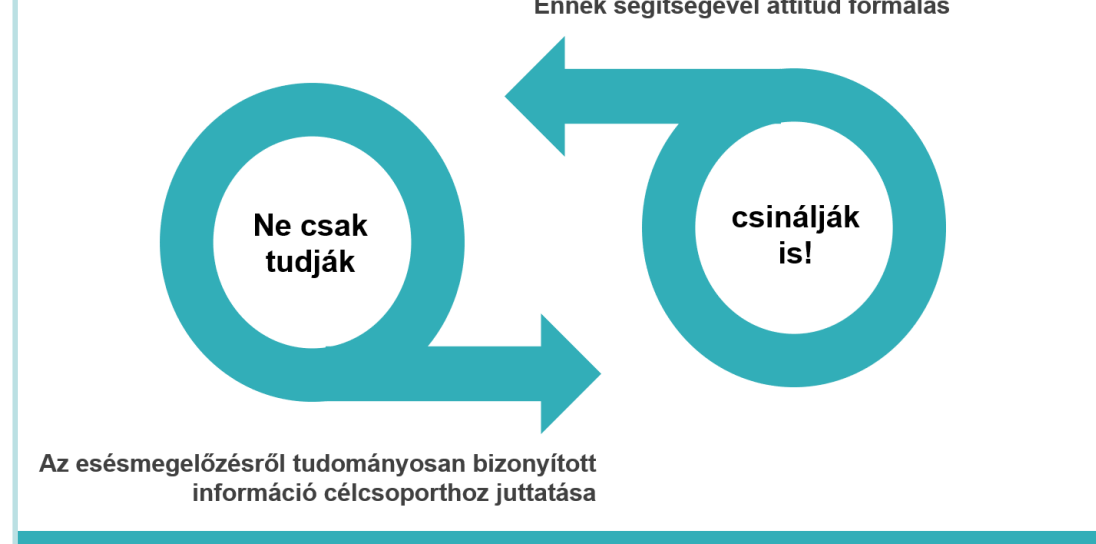 Ennek segítségével attitűd formálás
Ne csak
tudják
csinálják
is!
Az esésmegelőzésről tudományosan bizonyított
információ célcsoporthoz juttatása